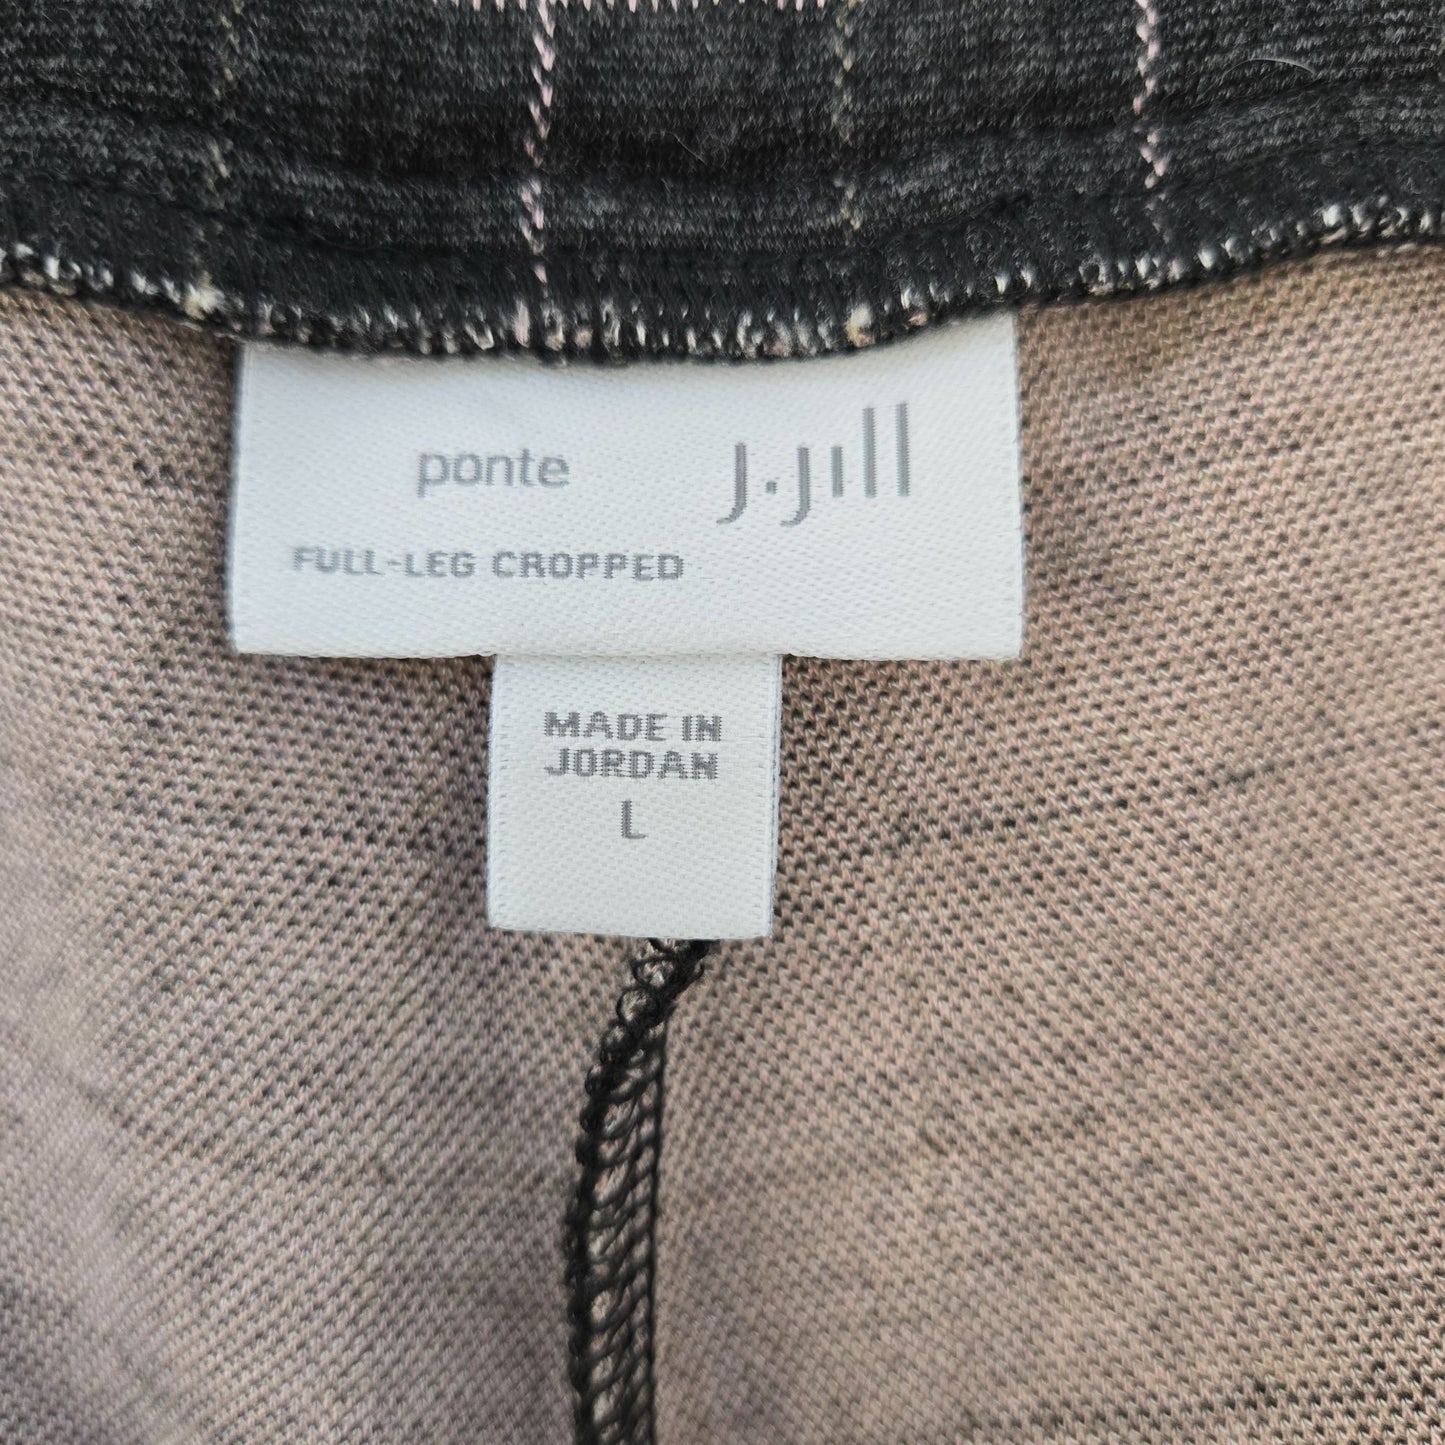 ponte J.Jill
FULL-LEG CROPPED
MADE IN
JORDAN
L